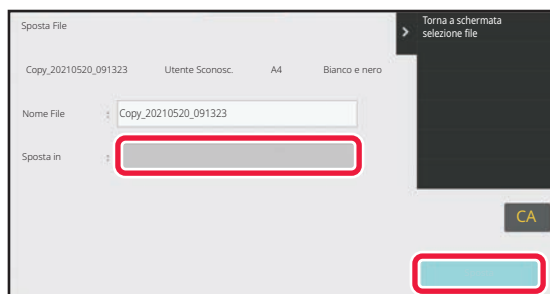 Sposta File
Torna a schermata
selezione file
Copy_20210520_091323 Utente Sconosc. A4 Bianco e nero
Nome File : Copy_20210520_091323
Sposta in :
CA